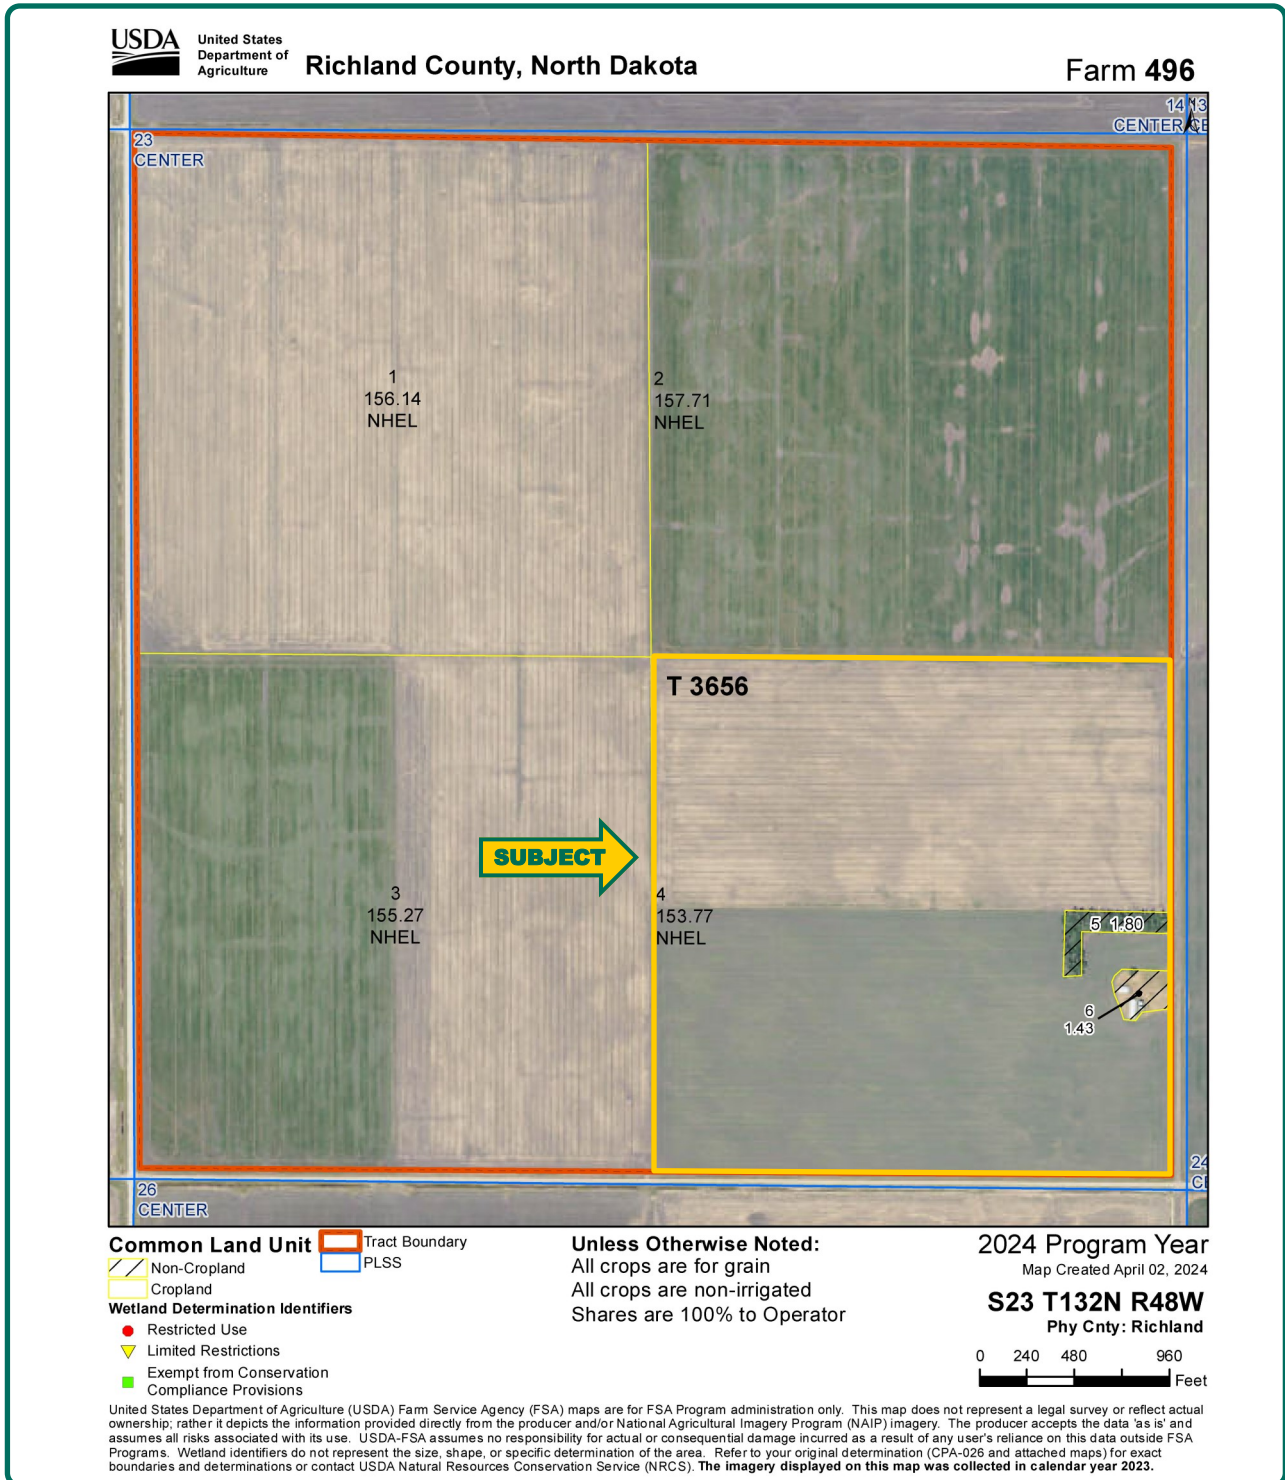 USDA
United States
Department of
Agriculture
Richland County, North Dakota
Farm 496
14 13
CENTER CE
23
CENTER
1
156.14
NHEL
2
157.71
NHEL
T 3656
SUBJECT
3
155.27
NHEL
4
153.77
NHEL
5 1.80
6
1.43
24
CE
26
CENTER
Common Land Unit
Non-Cropland
Cropland
Tract Boundary
PLSS
Wetland Determination Identifiers
Restricted Use
Limited Restrictions
Exempt from Conservation
Compliance Provisions
Unless Otherwise Noted:
All crops are for grain
All crops are non-irrigated
Shares are 100% to Operator
2024 Program Year
Map Created April 02, 2024
S23 T132N R48W
Phy Cnty: Richland
0 240 480 960
Feet
United States Department of Agriculture (USDA) Farm Service Agency (FSA) maps are for FSA Program administration only. This map does not represent a legal survey or reflect actual
ownership; rather it depicts the information provided directly from the producer and/or National Agricultural Imagery Program (NAIP) imagery. The producer accepts the data 'as is' and
assumes all risks associated with its use. USDA-FSA assumes no responsibility for actual or consequential damage incurred as a result of any user's reliance on this data outside FSA
Programs. Wetland identifiers do not represent the size, shape, or specific determination of the area. Refer to your original determination (CPA-026 and attached maps) for exact
boundaries and determinations or contact USDA Natural Resources Conservation Service (NRCS). The imagery displayed on this map was collected in calendar year 2023.